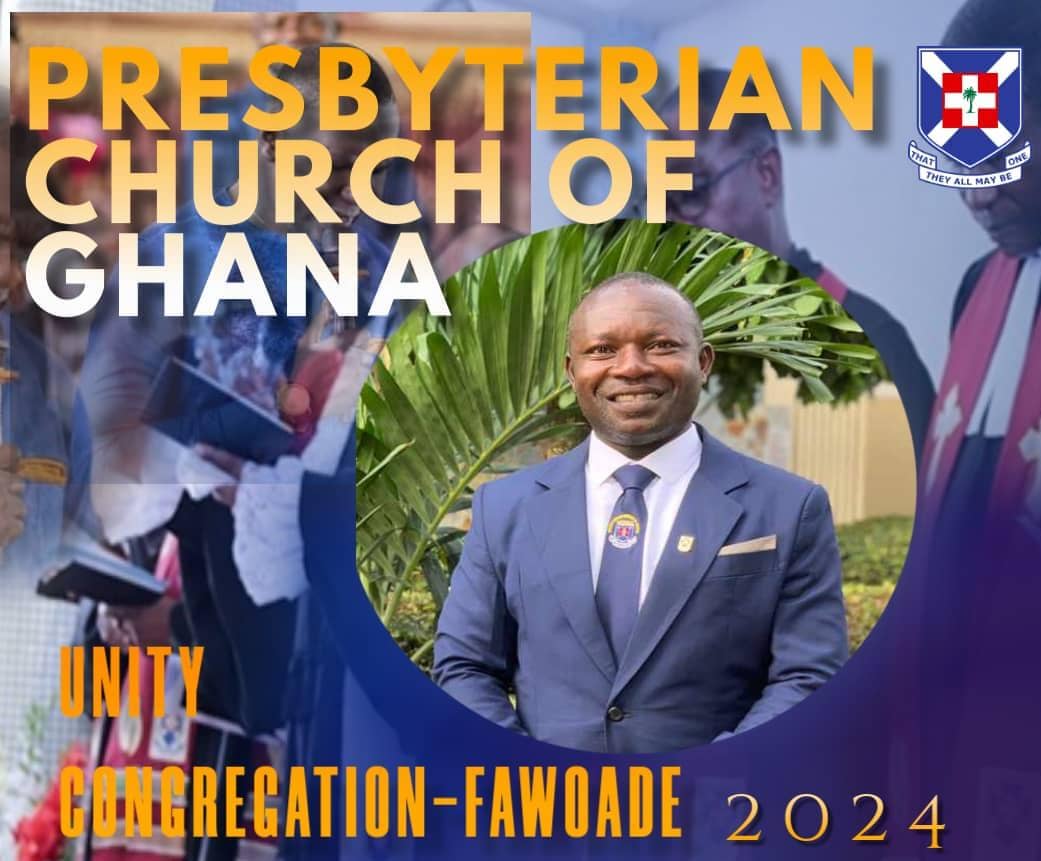 PRESBYTERIAN
CHURCH OF
GHANA
THAT THEY ALL MAY BE ONE
UNITY
CONGREGATION-FAWOADE
2024